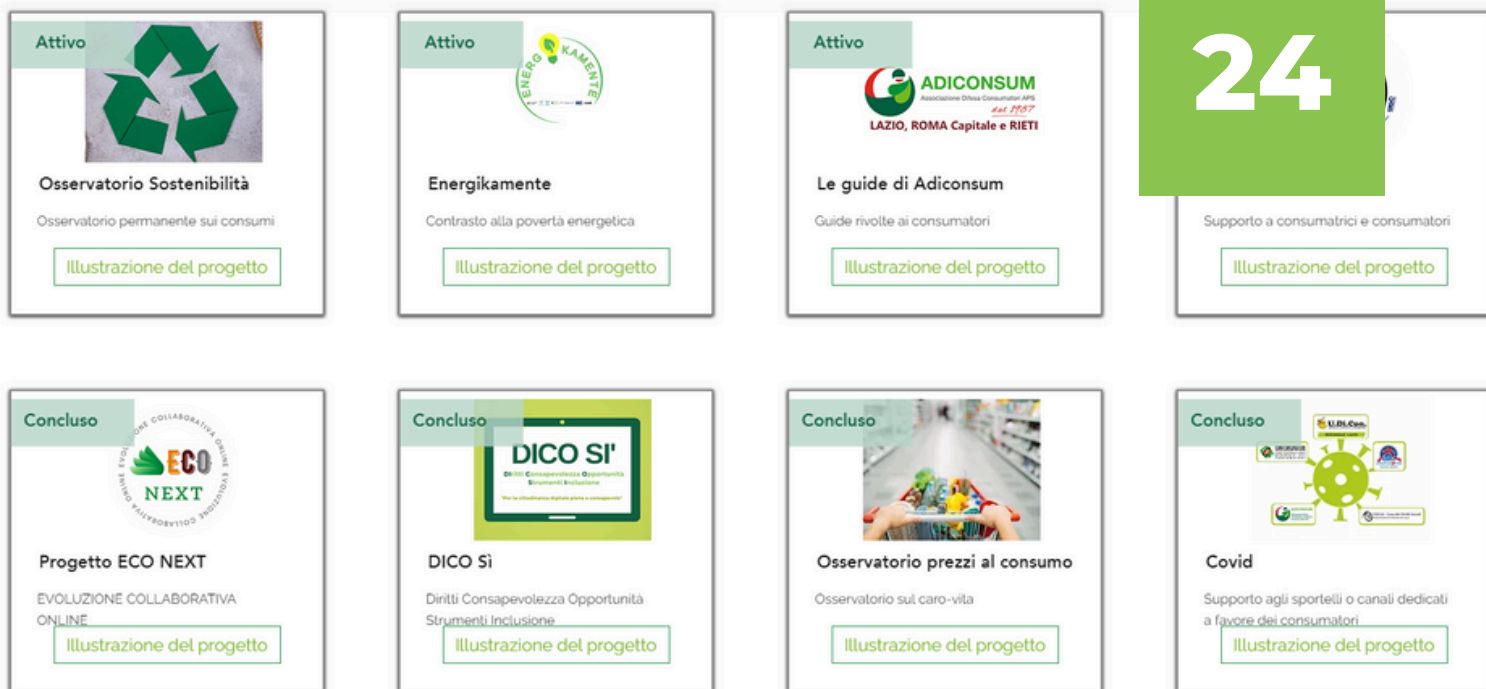 24
Attivo
ENERGIKAMENTE
Attivo
Attivo
ADICONSUM
Associazione Difesa Consumatori APS
dal 1987
LAZIO, ROMA Capitale e RIETI
Osservatorio Sostenibilità
Osservatorio permanente sui consumi
Illustrazione del progetto
Energikamente
Contrasto alla povertà energetica
Illustrazione del progetto
Le guide di Adiconsum
Guide rivolte ai consumatori
Illustrazione del progetto
Supporto a consumatrici e consumatori
Illustrazione del progetto
Concluso
EVOLUZIONE COLLABORATIVA ONLINE EVOLUZIONE COLLABORATIVA ONLINE
ECO
NEXT
Progetto ECO NEXT
EVOLUZIONE COLLABORATIVA
ONLINE
Illustrazione del progetto
Concluso
DICO SI'
Diritti Consapevolezza Opportunità
Strumenti Inclusione
"Per la cittadinanza digitale piena e consapevole"
DICO Sì
Diritti Consapevolezza Opportunità
Strumenti Inclusione
Illustrazione del progetto
Concluso
Osservatorio prezzi al consumo
Osservatorio sul caro-vita
Illustrazione del progetto
Concluso
U.Di.Con.
ADICONSUM
Covid
Supporto agli sportelli o canali dedicati
a favore dei consumatori
Illustrazione del progetto